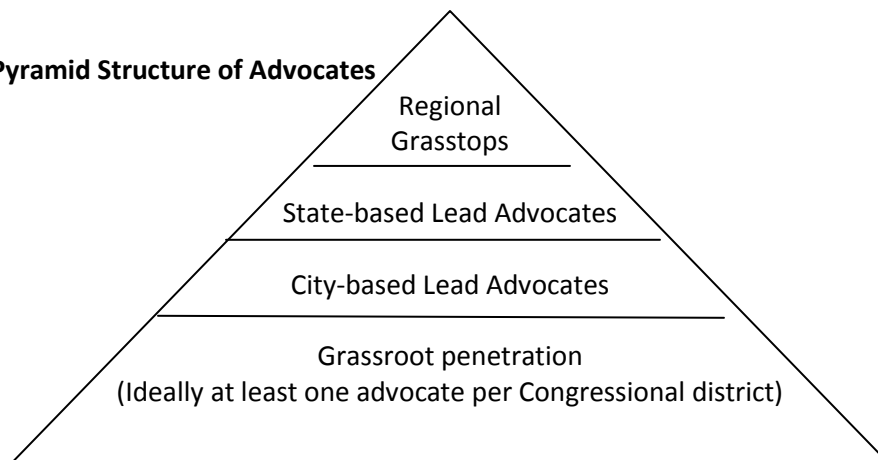 Pyramid Structure of Advocates
Regional
Grasstops
State-based Lead Advocates
City-based Lead Advocates
Grassroot penetration
(Ideally at least one advocate per Congressional district)